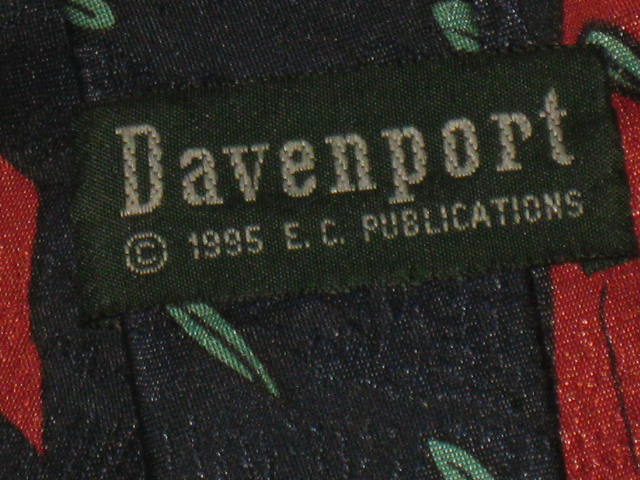 Davenport
© 1995 E. C. PUBLICATIONS